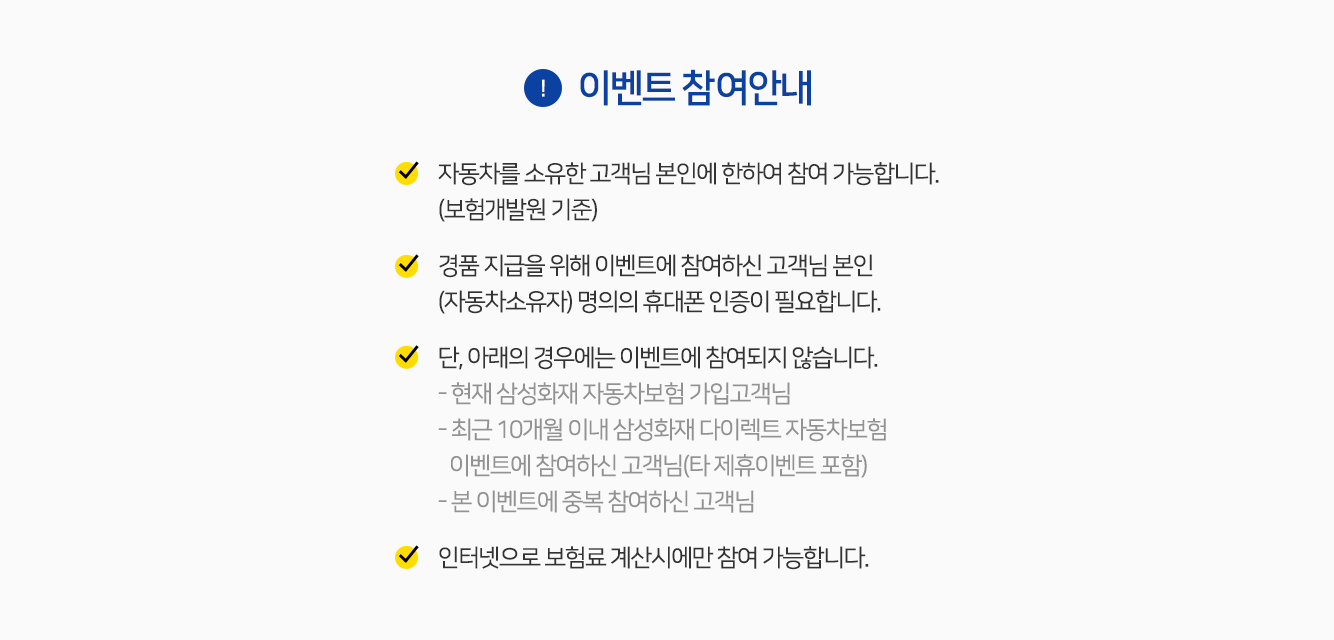 ! 이벤트 참여안내
자동차를 소유한 고객님 본인에 한하여 참여 가능합니다.
(보험개발원 기준)
경품 지급을 위해 이벤트에 참여하신 고객님 본인
(자동차소유자) 명의의 휴대폰 인증이 필요합니다.
단, 아래의 경우에는 이벤트에 참여되지 않습니다.
- 현재 삼성화재 자동차보험 가입고객님
- 최근 10개월 이내 삼성화재 다이렉트 자동차보험
이벤트에 참여하신 고객님(타 제휴이벤트 포함)
- 본 이벤트에 중복 참여하신 고객님
인터넷으로 보험료 계산시에만 참여 가능합니다.